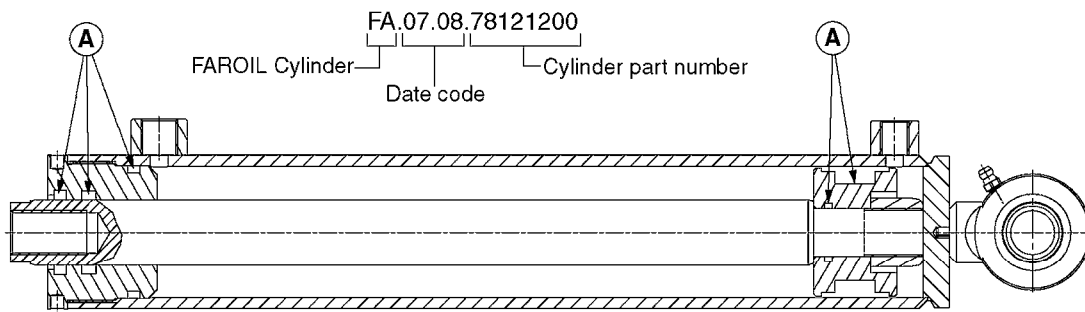 FA.07.08.78121200
A
A
FAROIL Cylinder
Cylinder part number
Date code